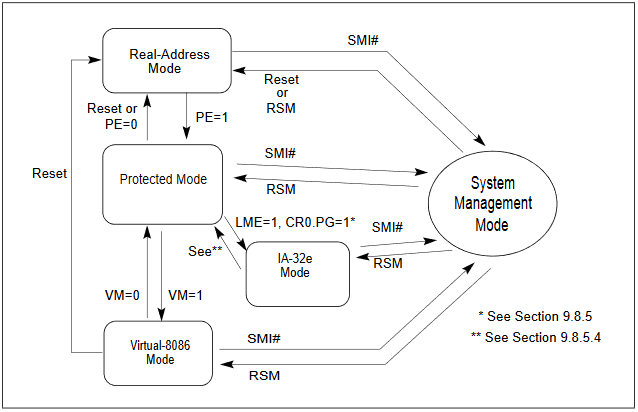 Real-Address
Mode
SMI#
Reset
or
RSM
Reset or
PE=0
PE=1
Reset
SMI#
Protected Mode
RSM
System
Management
Mode
LME=1, CR0.PG=1*
SMI#
See**
IA-32e
Mode
RSM
VM=0
VM=1
* See Section 9.8.5
** See Section 9.8.5.4
Virtual-8086
Mode
SMI#
RSM